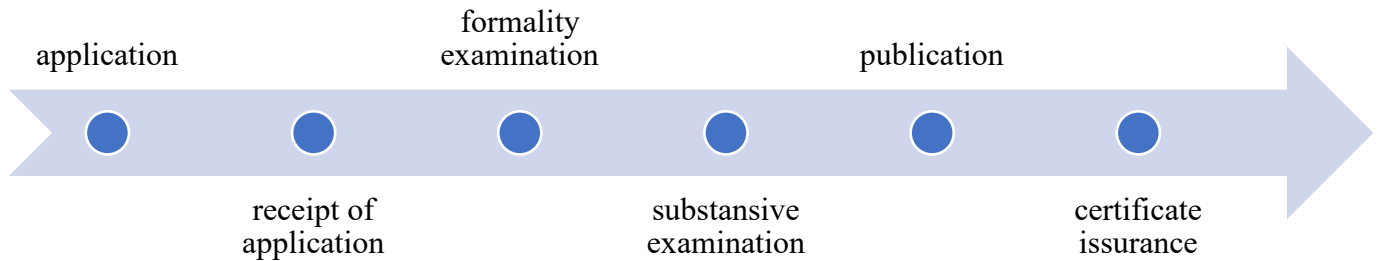 application
receipt of
application
formality
examination
substansive
examination
publication
certificate
issurance